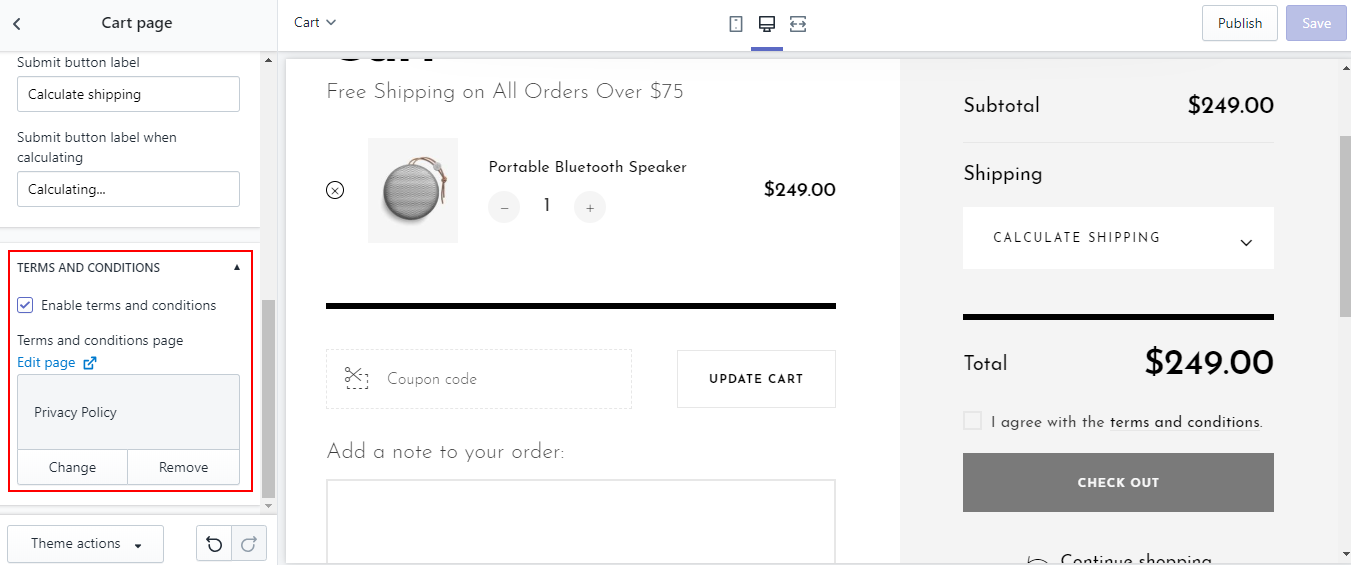 Cart page
Submit button label
Calculate shipping
Submit button label when
calculating
Calculating...
TERMS AND CONDITIONS
Enable terms and conditions
Terms and conditions page
Edit page
Privacy Policy
Change Remove
Theme actions
Cart
Publish Save
Free Shipping on All Orders Over $75
Portable Bluetooth Speaker
− 1 +
$249.00
Coupon code
UPDATE CART
Add a note to your order:
Subtotal $249.00
Shipping
CALCULATE SHIPPING
Total $249.00
I agree with the terms and conditions.
CHECK OUT
Continue shopping